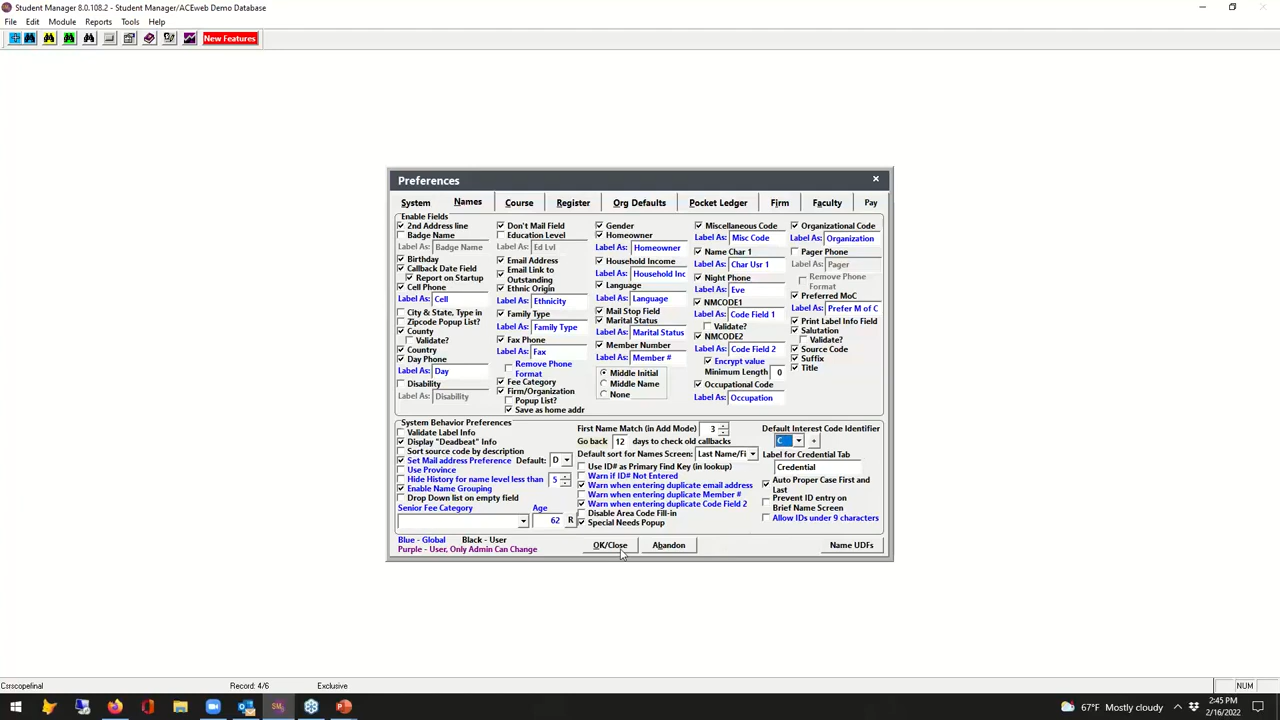 Student Manager 8.0.108.2 - Student Manager/ACEweb Demo Database
File Edit Module Reports Tools Help
New Features
Preferences
System Names Course Register Org Defaults Pocket Ledger Firm Faculty Pay
Enable Fields
2nd Address line
Badge Name
Label As: Badge Name
Birthday
Callback Date Field
Report on Startup
Cell Phone
Label As: Cell
City & State, Type in
Zipcode Popup List?
County
Validate?
Country
Day Phone
Label As: Day
Disability
Label As: Disability
Don't Mail Field
Education Level
Label As: Ed Lvl
Email Address
Email Link to
Outstanding
Ethnic Origin
Label As: Ethnicity
Family Type
Label As: Family Type
Fax Phone
Label As: Fax
Remove Phone
Format
Fee Category
Firm/Organization
Popup List?
Save as home addr
Gender
Homeowner
Label As: Homeowner
Household Income
Label As: Household Inc
Language
Label As: Language
Mail Stop Field
Marital Status
Label As: Marital Status
Member Number
Label As: Member #
Middle Initial
Middle Name
None
Miscellaneous Code
Label As: Misc Code
Name Char 1
Label As: Char Usr 1
Night Phone
Label As: Eve
NMCODE1
Label As: Code Field 1
Validate?
NMCODE2
Label As: Code Field 2
Encrypt value
Minimum Length 0
Occupational Code
Label As: Occupation
Organizational Code
Label As: Organization
Pager Phone
Label As: Pager
Remove Phone
Format
Preferred MoC
Label As: Prefer M of C
Print Label Info Field
Salutation
Validate?
Source Code
Suffix
Title
System Behavior Preferences
Validate Label Info
Display "Deadbeat" Info
Sort source code by description
Set Mail address Preference Default: D
Use Province
Hide History for name level less than 5
Enable Name Grouping
Drop Down list on empty field
Senior Fee Category Age
62 R
First Name Match (in Add Mode) 3
Go back 12 days to check old callbacks
Default sort for Names Screen: Last Name/Fi
Use ID# as Primary Find Key (in lookup)
Warn if ID# Not Entered
Warn when entering duplicate email address
Warn when entering duplicate Member #
Warn when entering duplicate Code Field 2
Disable Area Code Fill-in
Special Needs Popup
Default Interest Code Identifier
C +
Label for Credential Tab
Credential
Auto Proper Case First and
Last
Prevent ID entry on
Brief Name Screen
Allow IDs under 9 characters
Blue - Global Black - User
Purple - User, Only Admin Can Change
OK/Close Abandon Name UDFs
Csrscopefinal Record: 4/6 Exclusive NUM
67°F Mostly cloudy
2:45 PM
2/16/2022